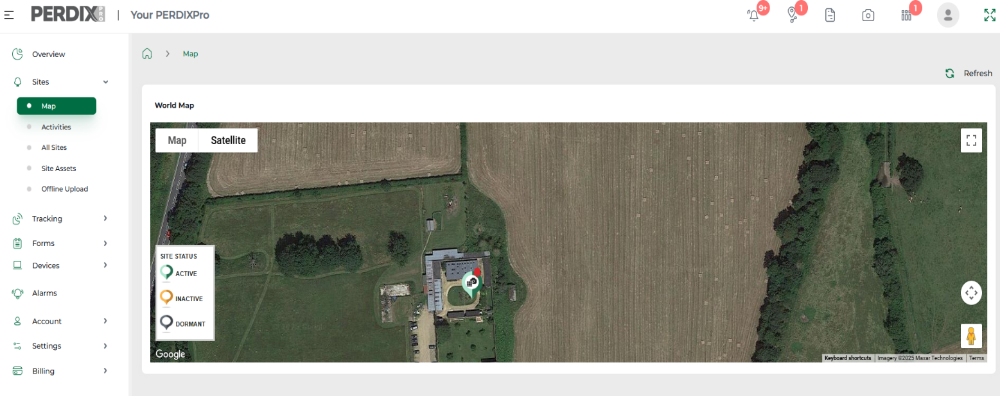 PERDIX PRO | Your PERDIXPro
9+
1
1
Overview
Sites
Map
Activities
All Sites
Site Assets
Offline Upload
Tracking
Forms
Devices
Alarms
Account
Settings
Billing
Map
Refresh
World Map
Map
Satellite
SITE STATUS
ACTIVE
INACTIVE
DORMANT
Google
Keyboard shortcuts
Imagery ©2025 Maxar Technologies
Terms